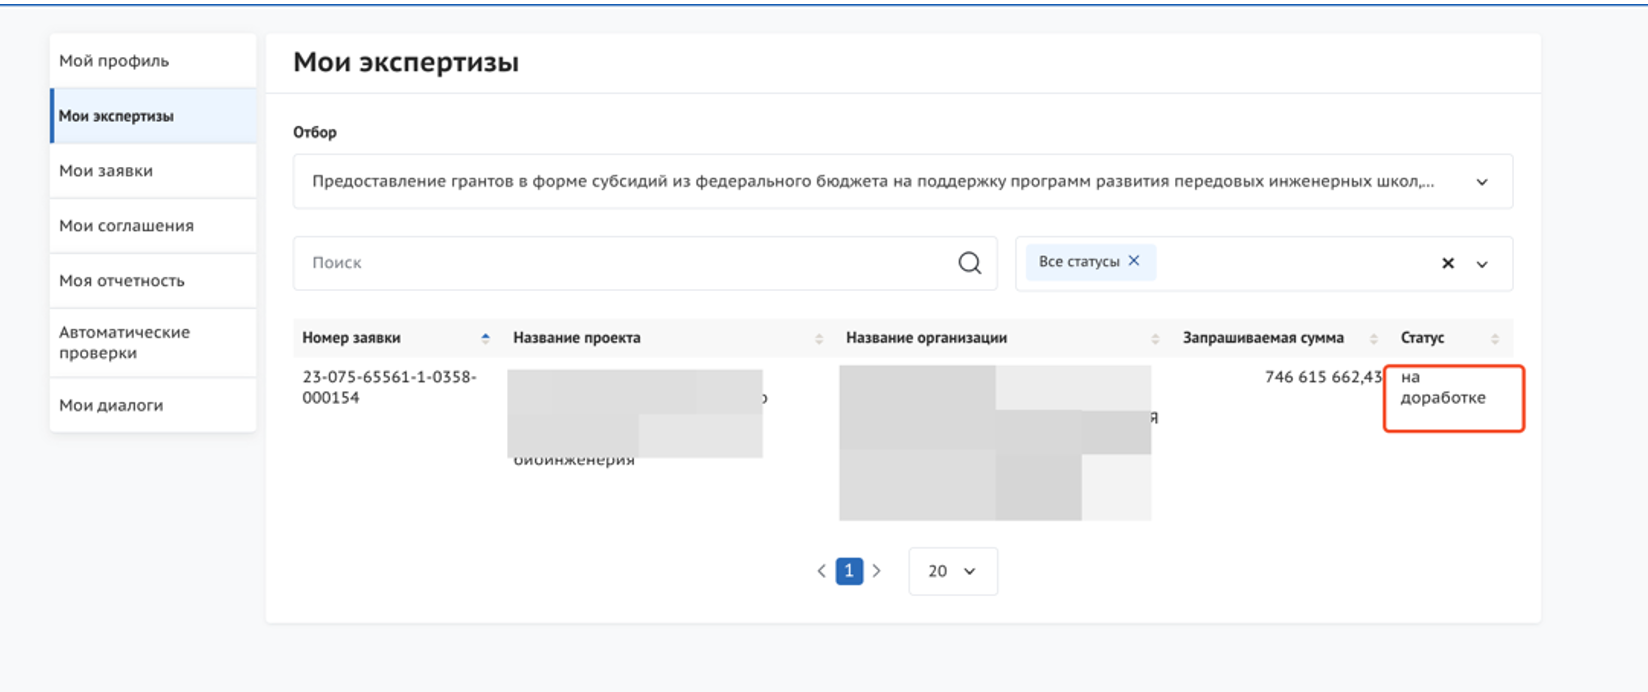 Мой профиль
Мои экспертизы
Мои заявки
Мои соглашения
Моя отчетность
Автоматические
проверки
Мои диалоги
Мои экспертизы
Отбор
Предоставление грантов в форме субсидий из федерального бюджета на поддержку программ развития передовых инженерных школ,...
Поиск
Все статусы
Номер заявки
Название проекта
Название организации
Запрашиваемая сумма
Статус
23-075-65561-1-0358-
000154
биоинженерия
746 615 662,43
на
доработке
1
20